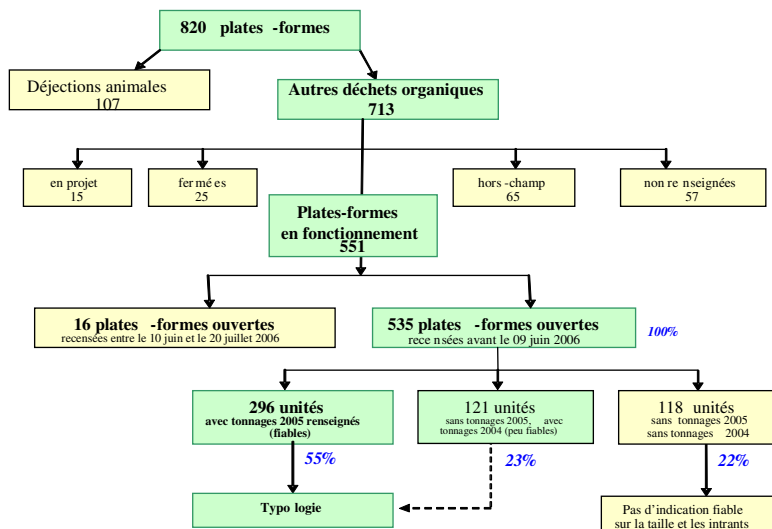 820 plates -formes
Déjections animales
107
Autres déchets organiques
713
en projet
15
fermées
25
hors -champ
65
non renseignées
57
Plates-formes
en fonctionnement
551
16 plates -formes ouvertes
recensées entre le 10 juin et le 20 juillet 2006
535 plates -formes ouvertes
recensées avant le 09 juin 2006
100%
296 unités
avec tonnages 2005 renseignés
(fiables)
121 unités
sans tonnages 2005, avec
tonnages 2004 (peu fiables)
118 unités
sans tonnages 2005
sans tonnages 2004
55%
23%
22%
Typo logie
Pas d'indication fiable
sur la taille et les intrants